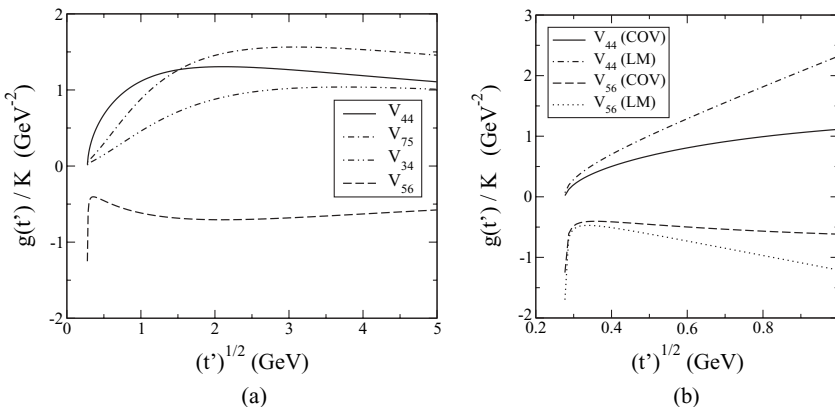 2
1
0
-1
-2
g(t') / K (GeV⁻²)
0 1 2 3 4 5
(t')^1/2 (GeV)
V₄₄
V₇₅
V₃₄
V₅₆
(a)
3
2
1
0
-1
-2
g(t') / K (GeV⁻²)
0.2 0.4 0.6 0.8
(t')^1/2 (GeV)
V₄₄ (COV)
V₄₄ (LM)
V₅₆ (COV)
V₅₆ (LM)
(b)